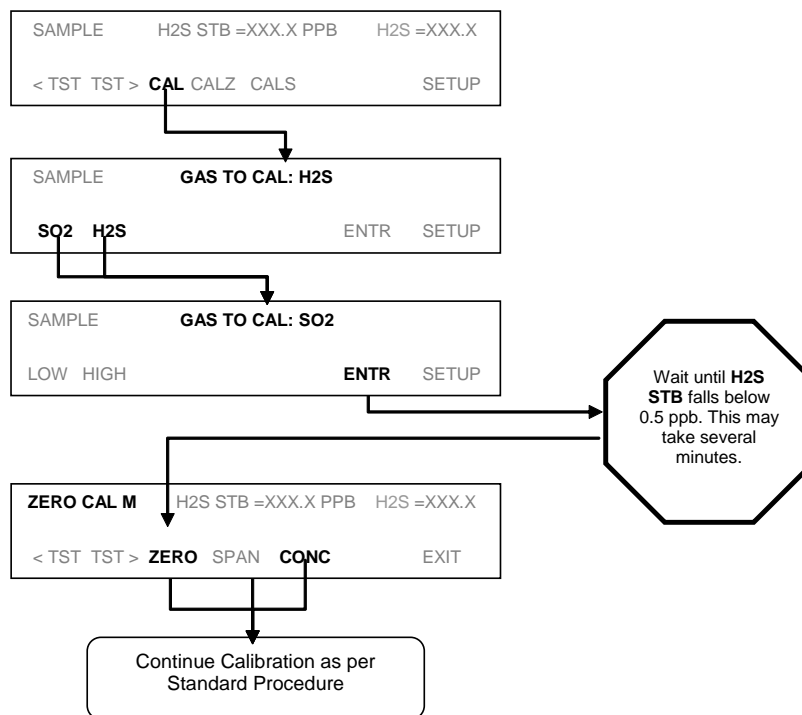 SAMPLE H2S STB =XXX.X PPB H2S =XXX.X
< TST TST > CAL CALZ CALS SETUP
SAMPLE GAS TO CAL: H2S
SO2 H2S ENTR SETUP
SAMPLE GAS TO CAL: SO2
LOW HIGH ENTR SETUP
Wait until H2S
STB falls below
0.5 ppb. This may
take several
minutes.
ZERO CAL M H2S STB =XXX.X PPB H2S =XXX.X
< TST TST > ZERO SPAN CONC EXIT
Continue Calibration as per
Standard Procedure